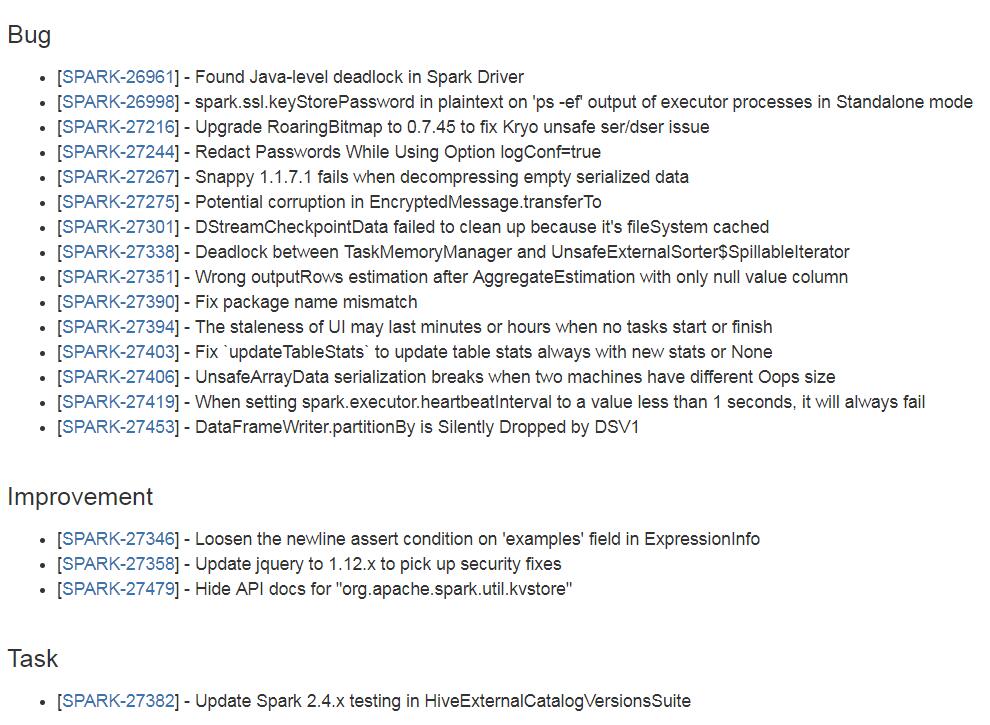 Bug
[SPARK-26961] - Found Java-level deadlock in Spark Driver
[SPARK-26998] - spark.ssl.keyStorePassword in plaintext on 'ps -ef' output of executor processes in Standalone mode
[SPARK-27216] - Upgrade RoaringBitmap to 0.7.45 to fix Kryo unsafe ser/dser issue
[SPARK-27244] - Redact Passwords While Using Option logConf=true
[SPARK-27267] - Snappy 1.1.7.1 fails when decompressing empty serialized data
[SPARK-27275] - Potential corruption in EncryptedMessage.transferTo
[SPARK-27301] - DStreamCheckpointData failed to clean up because it's fileSystem cached
[SPARK-27338] - Deadlock between TaskMemoryManager and UnsafeExternalSorter$SpillableIterator
[SPARK-27351] - Wrong outputRows estimation after AggregateEstimation with only null value column
[SPARK-27390] - Fix package name mismatch
[SPARK-27394] - The staleness of UI may last minutes or hours when no tasks start or finish
[SPARK-27403] - Fix `updateTableStats` to update table stats always with new stats or None
[SPARK-27406] - UnsafeArrayData serialization breaks when two machines have different Oops size
[SPARK-27419] - When setting spark.executor.heartbeatInterval to a value less than 1 seconds, it will always fail
[SPARK-27453] - DataFrameWriter.partitionBy is Silently Dropped by DSV1
Improvement
[SPARK-27346] - Loosen the newline assert condition on 'examples' field in ExpressionInfo
[SPARK-27358] - Update jquery to 1.12.x to pick up security fixes
[SPARK-27479] - Hide API docs for "org.apache.spark.util.kvstore"
Task
[SPARK-27382] - Update Spark 2.4.x testing in HiveExternalCatalogVersionsSuite